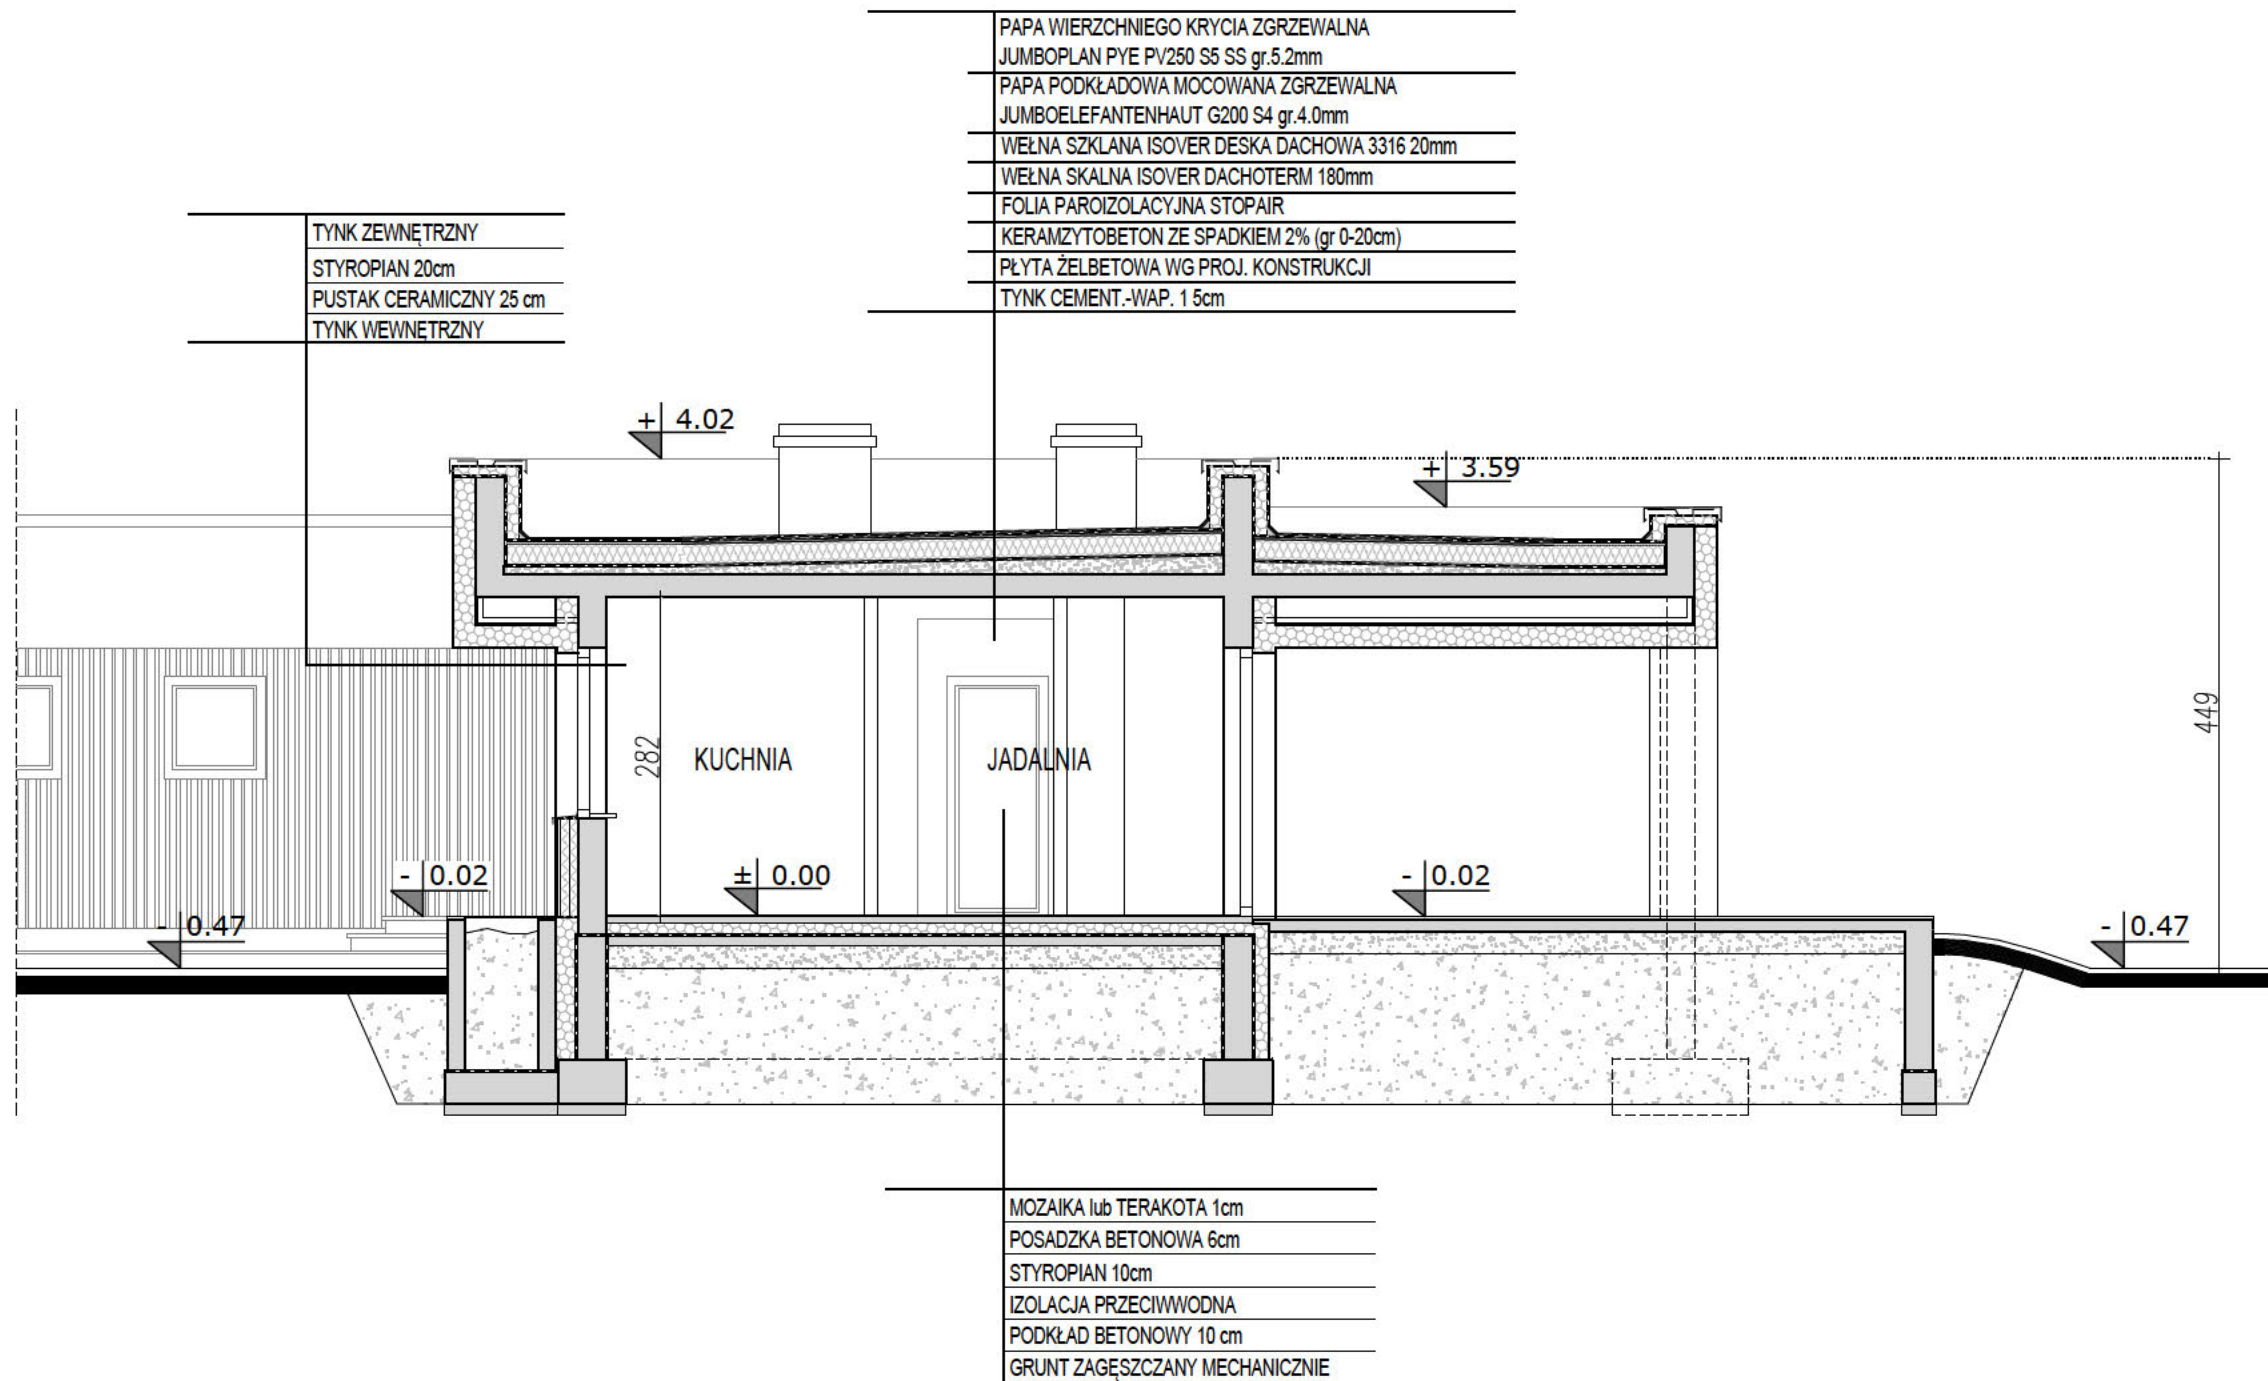 PAPA WIERZCHNIEGO KRYCIA ZGRZEWALNA
JUMBOPLAN PYE PV250 S5 SS gr.5.2mm
PAPA PODKŁADOWA MOCOWANA ZGRZEWALNA
JUMBOELEFANTENHAUT G200 S4 gr.4.0mm
WEŁNA SZKLANA ISOVER DESKA DACHOWA 3316 20mm
WEŁNA SKALNA ISOVER DACHOTERM 180mm
FOLIA PAROIZOLACYJNA STOPAIR
KERAMZYTOBETON ZE SPADKIEM 2% (gr 0-20cm)
PŁYTA ŻELBETOWA WG PROJ. KONSTRUKCJI
TYNK CEMENT.-WAP. 1 5cm
TYNK ZEWNĘTRZNY
STYROPIAN 20cm
PUSTAK CERAMICZNY 25 cm
TYNK WEWNĘTRZNY
+ 4.02
+ 3.59
449
282
KUCHNIA
JADALNIA
- 0.02
± 0.00
- 0.02
- 0.47
- 0.47
MOZAIKA lub TERAKOTA 1cm
POSADZKA BETONOWA 6cm
STYROPIAN 10cm
IZOLACJA PRZECIWWODNA
PODKŁAD BETONOWY 10 cm
GRUNT ZAGĘSZCZANY MECHANICZNIE